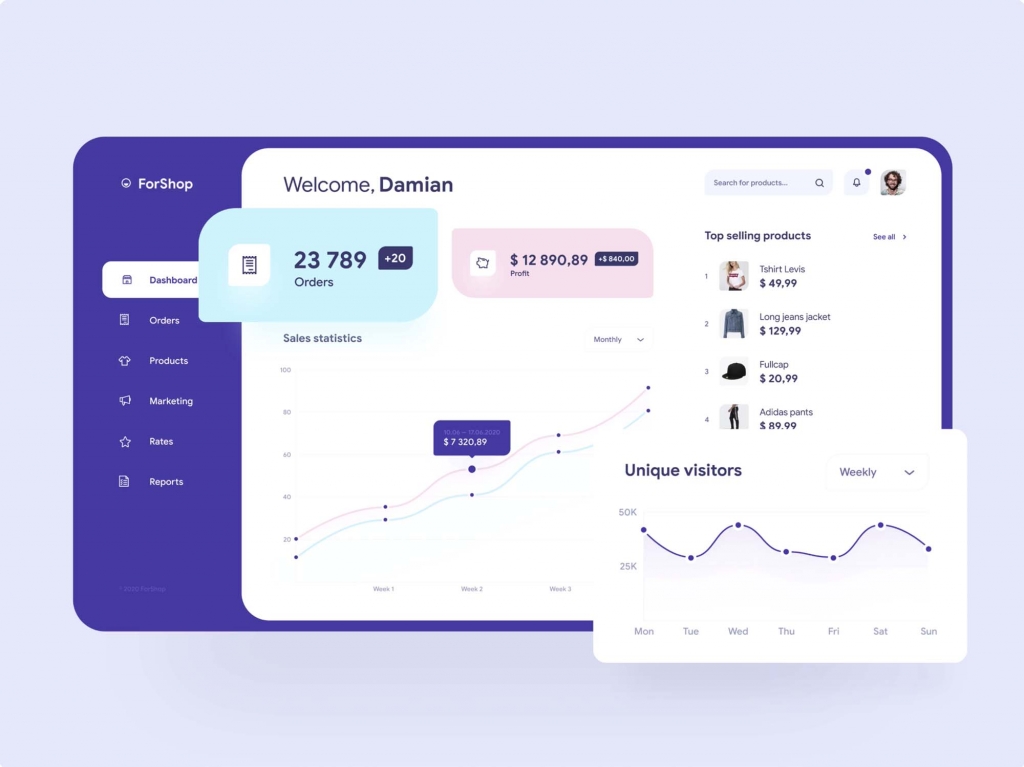 ForShop
Dashboard
Orders
Products
Marketing
Rates
Reports
© 2020 ForShop
Welcome, Damian
Search for products...
23 789
+20
Orders
$ 12 890,89
+$ 840,00
Profit
Sales statistics
Monthly
100
80
60
40
20
10.06 – 17.06.2020
$ 7 320,89
Week 1
Week 2
Week 3
Top selling products
See all
1
Tshirt Levis
$ 49,99
2
Long jeans jacket
$ 129,99
3
Fullcap
$ 20,99
4
Adidas pants
$ 89,99
Unique visitors
Weekly
50K
25K
Mon
Tue
Wed
Thu
Fri
Sat
Sun